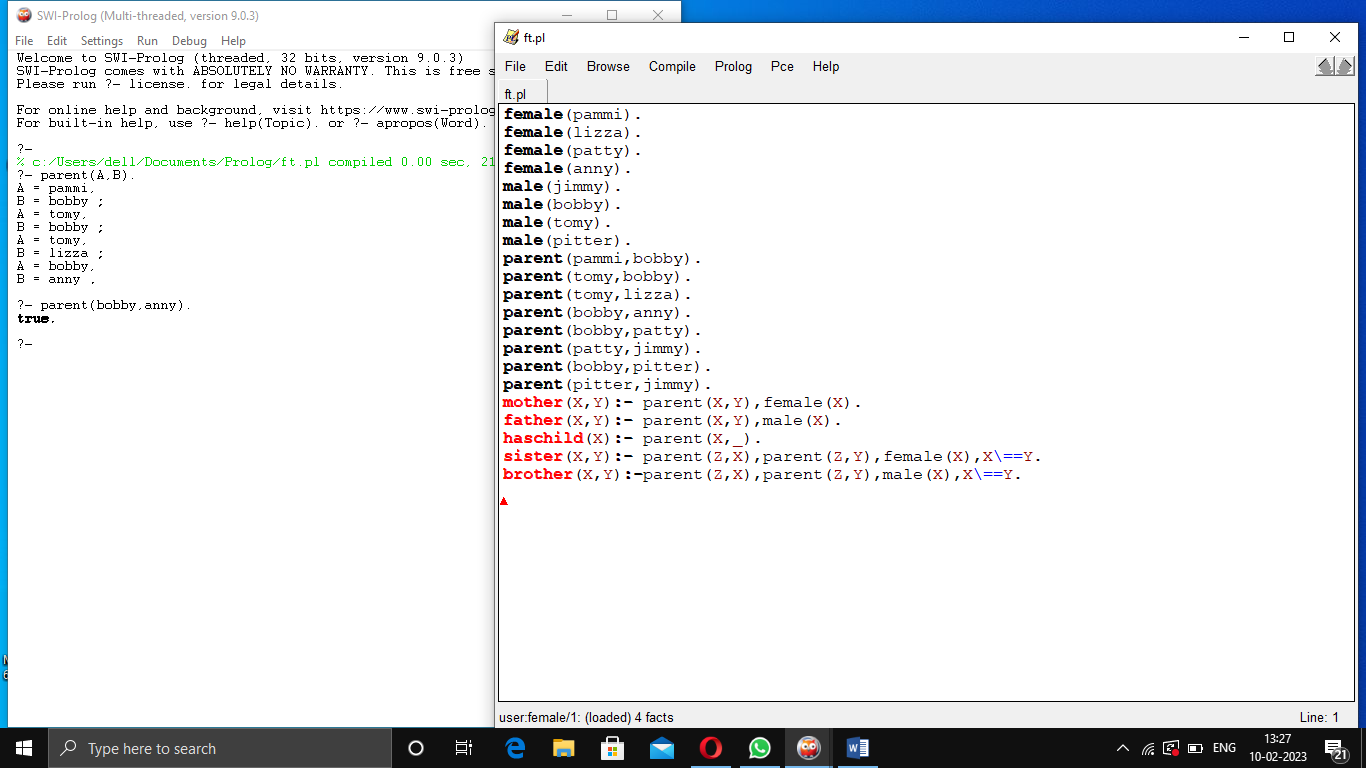 SWI-Prolog (Multi-threaded, version 9.0.3)
File Edit Settings Run Debug Help
Welcome to SWI-Prolog (threaded, 32 bits, version 9.0.3)
SWI-Prolog comes with ABSOLUTELY NO WARRANTY. This is free s
Please run ?- license. for legal details.
For online help and background, visit https://www.swi-prolog
For built-in help, use ?- help(Topic). or ?- apropos(Word).
?-
% c:/Users/dell/Documents/Prolog/ft.pl compiled 0.00 sec, 21
?- parent(A,B).
A = pammi,
B = bobby ;
A = tomy,
B = bobby ;
A = tomy,
B = lizza ;
A = bobby,
B = anny .
?- parent(bobby,anny).
true.
?-
ft.pl
File Edit Browse Compile Prolog Pce Help
ft.pl
female(pammi).
female(lizza).
female(patty).
female(anny).
male(jimmy).
male(bobby).
male(tomy).
male(pitter).
parent(pammi,bobby).
parent(tomy,bobby).
parent(tomy,lizza).
parent(bobby,anny).
parent(bobby,patty).
parent(patty,jimmy).
parent(bobby,pitter).
parent(pitter,jimmy).
mother(X,Y):- parent(X,Y),female(X).
father(X,Y):- parent(X,Y),male(X).
haschild(X):- parent(X,_).
sister(X,Y):- parent(Z,X),parent(Z,Y),female(X),X\==Y.
brother(X,Y):-parent(Z,X),parent(Z,Y),male(X),X\==Y.
user:female/1: (loaded) 4 facts
Line: 1
Type here to search
ENG
13:27
10-02-2023
21